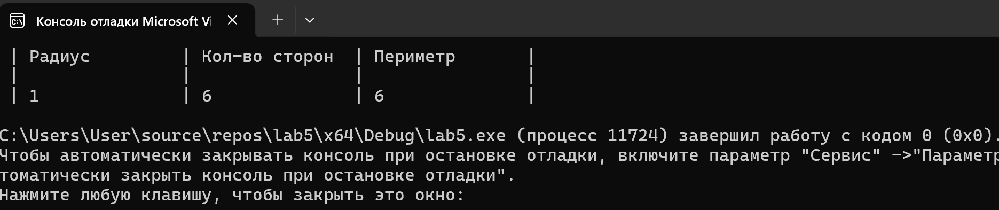 Консоль отладки Microsoft Vi
| Радиус | Кол-во сторон | Периметр |
| | | |
| 1 | 6 | 6 |
C:\Users\User\source\repos\lab5\x64\Debug\lab5.exe (процесс 11724) завершил работу с кодом 0 (0x0).
Чтобы автоматически закрывать консоль при остановке отладки, включите параметр "Сервис" ->"Параметр
томатически закрыть консоль при остановке отладки".
Нажмите любую клавишу, чтобы закрыть это окно: